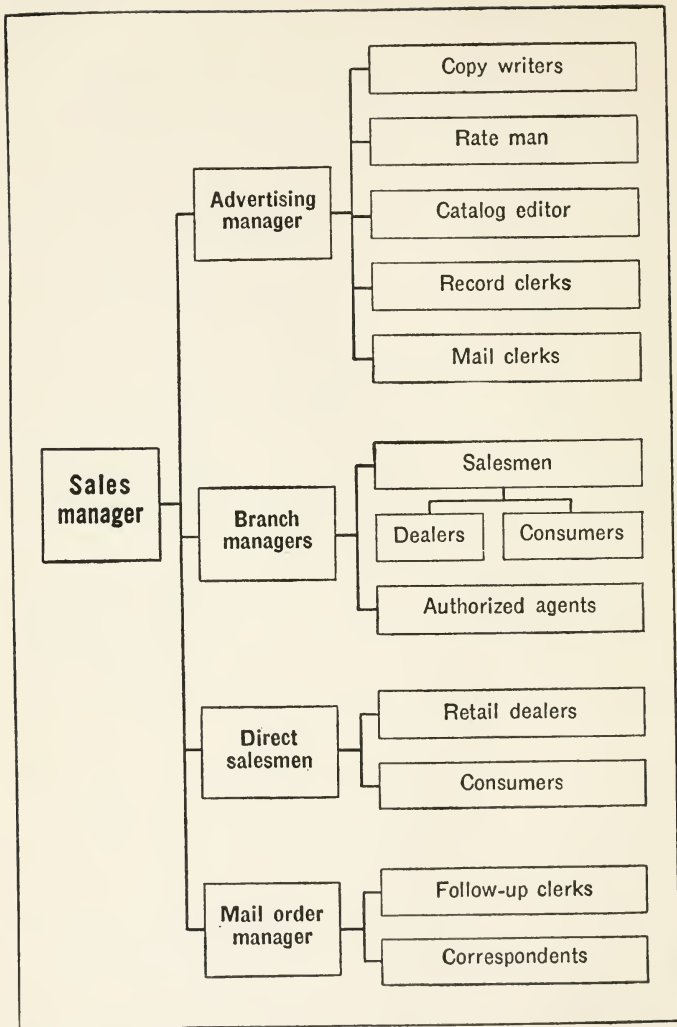 Sales
manager
Advertising
manager
Copy writers
Rate man
Catalog editor
Record clerks
Mail clerks
Branch
managers
Salesmen
Dealers
Consumers
Authorized agents
Direct
salesmen
Retail dealers
Consumers
Mail order
manager
Follow-up clerks
Correspondents